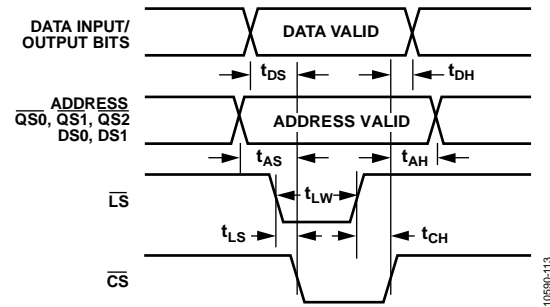 DATA INPUT/
OUTPUT BITS
DATA VALID
tDS
tDH
ADDRESS
QS0, QS1, QS2
DS0, DS1
ADDRESS VALID
tAS
tAH
LS
tLW
tLS
tCH
CS
10590-113